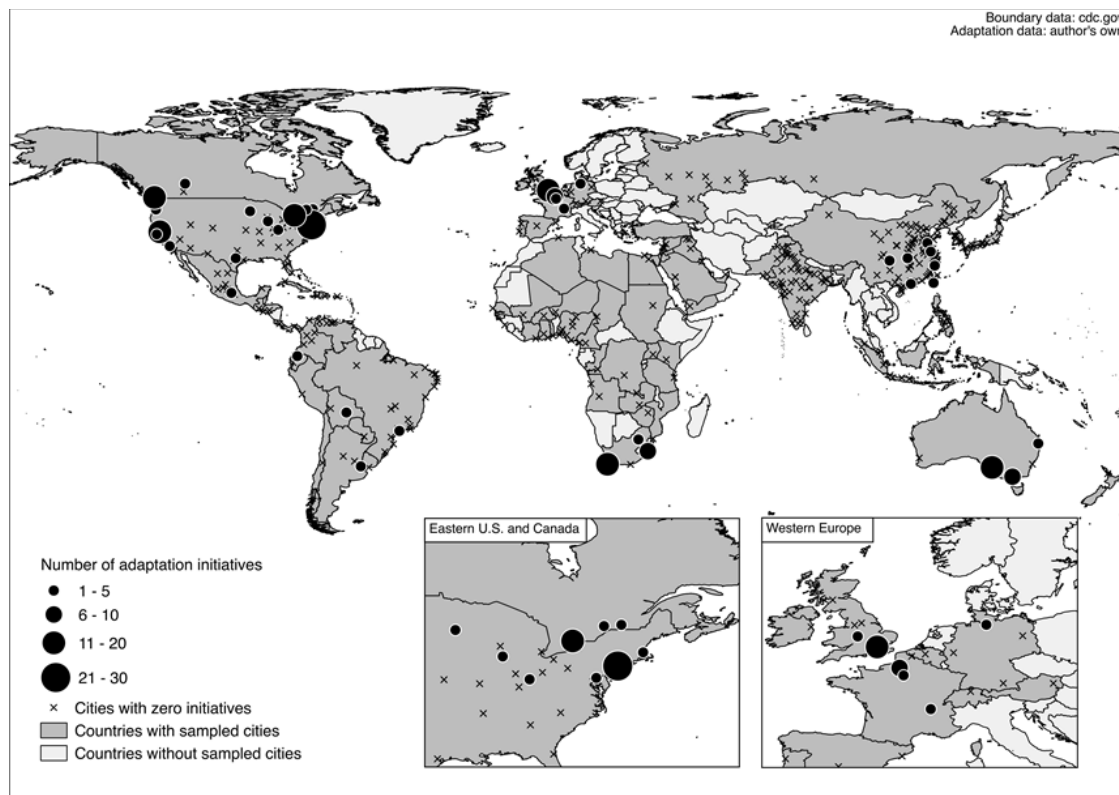 Boundary data: cdc.gov
Adaptation data: author's own
Eastern U.S. and Canada
Western Europe
Number of adaptation initiatives
1 - 5
6 - 10
11 - 20
21 - 30
Cities with zero initiatives
Countries with sampled cities
Countries without sampled cities